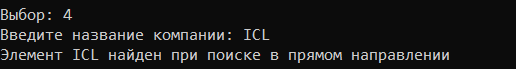 Выбор: 4
Введите название компании: ICL
Элемент ICL найден при поиске в прямом направлении